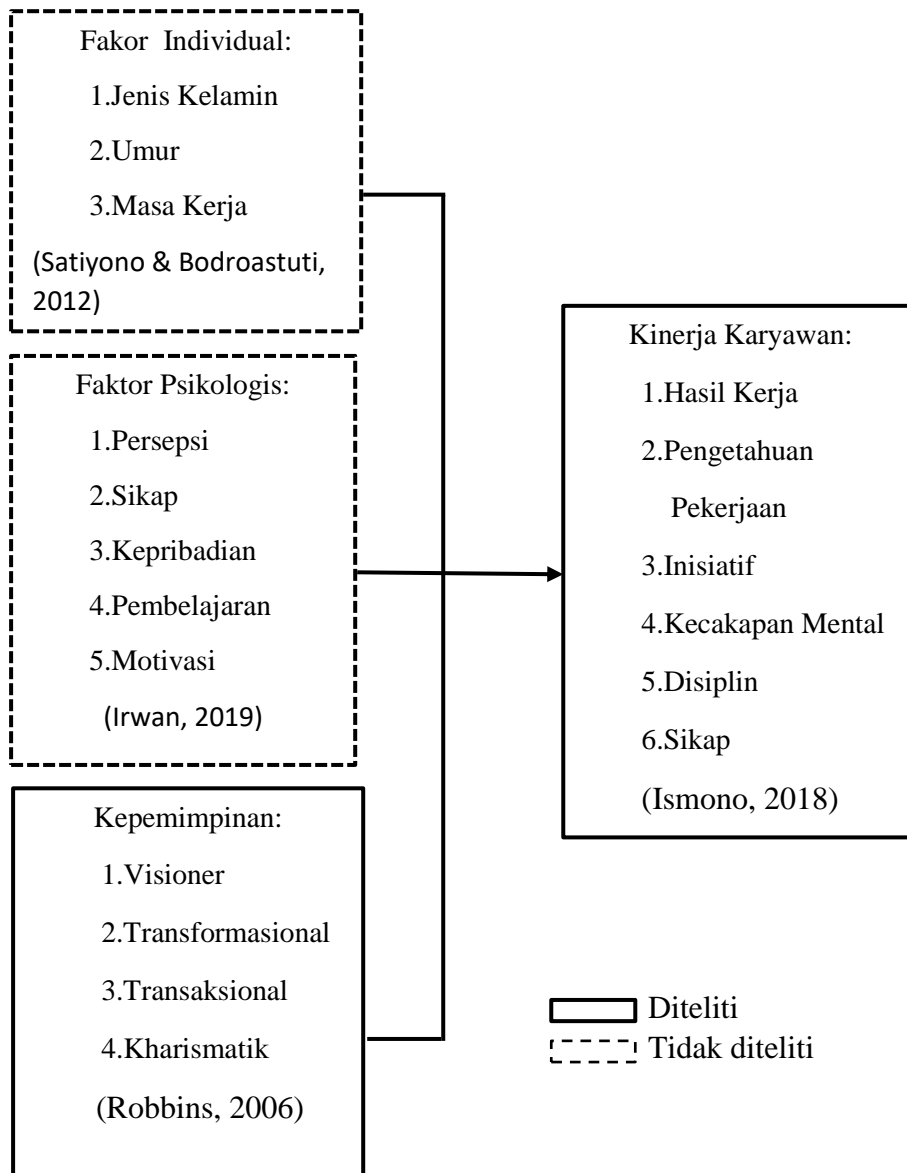 Fakor  Individual:
1.Jenis Kelamin
2.Umur
3.Masa Kerja
(Satiyono & Bodroastuti,
2012)
Faktor Psikologis:
1.Persepsi
2.Sikap
3.Kepribadian
4.Pembelajaran
5.Motivasi
(Irwan, 2019)
Kepemimpinan:
1.Visioner
2.Transformasional
3.Transaksional
4.Kharismatik
(Robbins, 2006)
Kinerja Karyawan:
1.Hasil Kerja
2.Pengetahuan
Pekerjaan
3.Inisiatif
4.Kecakapan Mental
5.Disiplin
6.Sikap
(Ismono, 2018)
Diteliti
Tidak diteliti